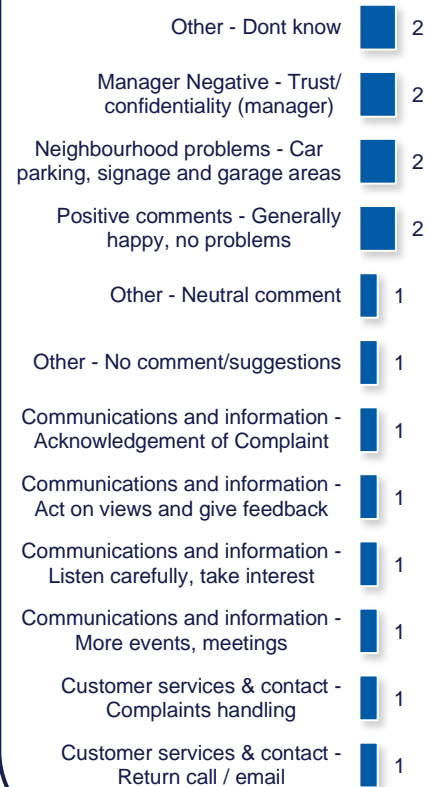 Other - Dont know 2
Manager Negative - Trust/
confidentiality (manager) 2
Neighbourhood problems - Car
parking, signage and garage areas 2
Positive comments - Generally
happy, no problems 2
Other - Neutral comment 1
Other - No comment/suggestions 1
Communications and information -
Acknowledgement of Complaint 1
Communications and information -
Act on views and give feedback 1
Communications and information -
Listen carefully, take interest 1
Communications and information -
More events, meetings 1
Customer services & contact -
Complaints handling 1
Customer services & contact -
Return call / email 1